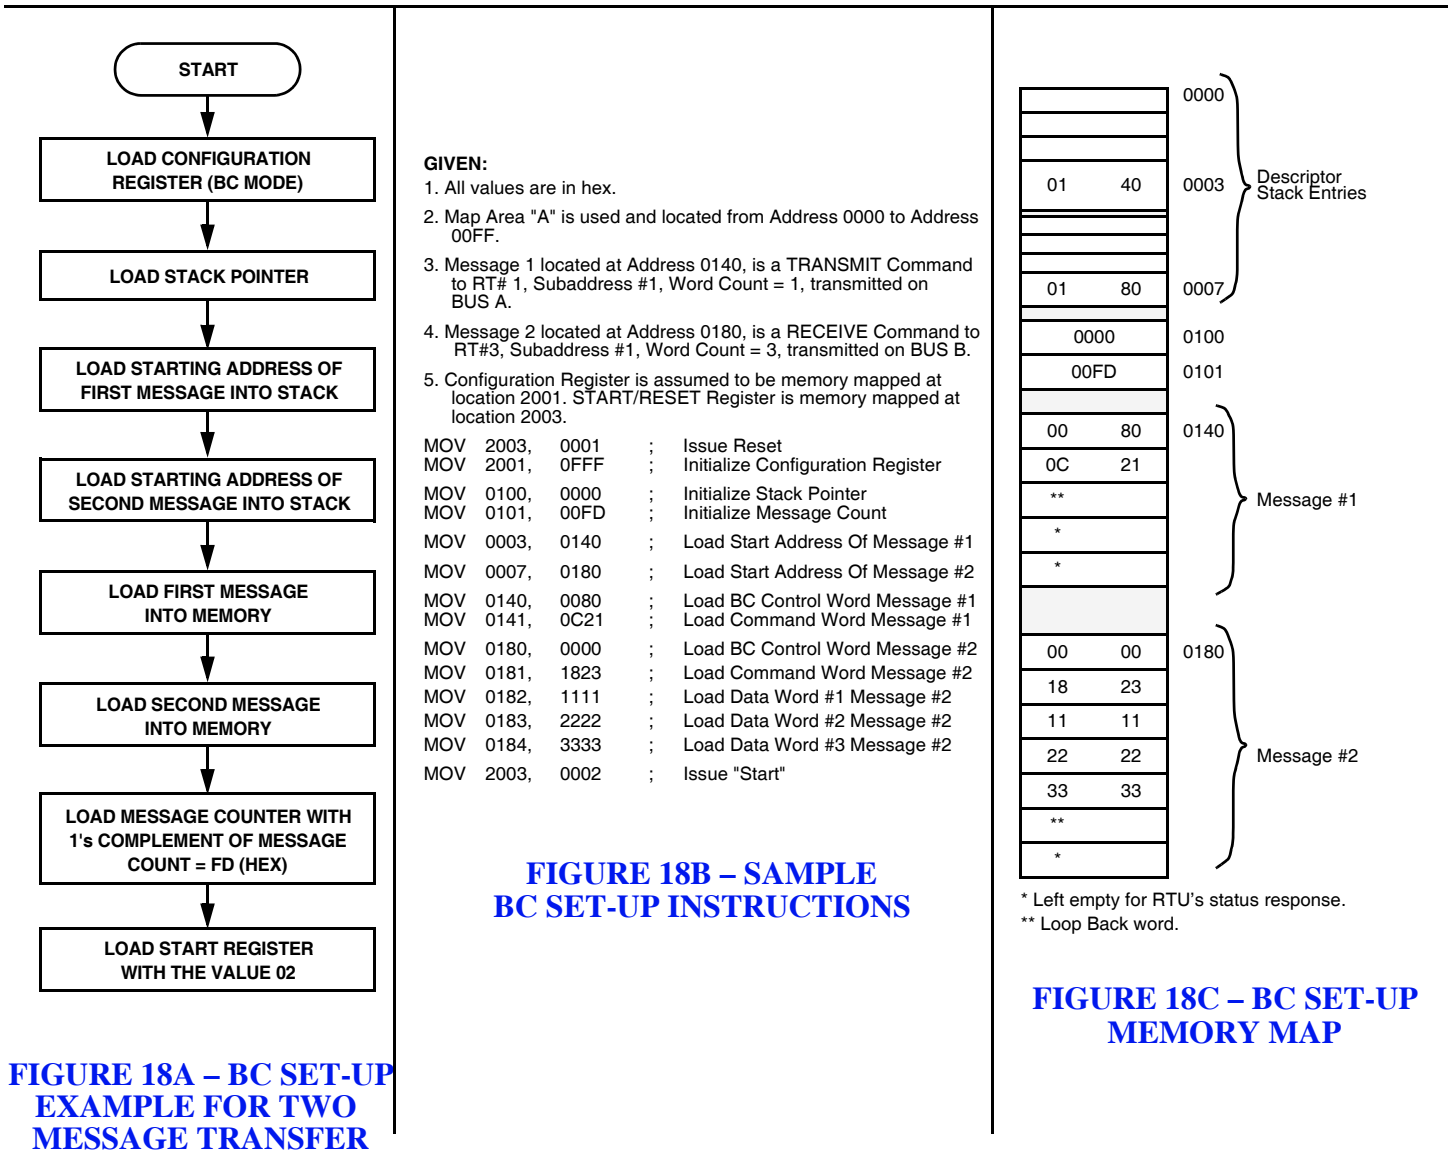 START
LOAD CONFIGURATION
REGISTER (BC MODE)
LOAD STACK POINTER
LOAD STARTING ADDRESS OF
FIRST MESSAGE INTO STACK
LOAD STARTING ADDRESS OF
SECOND MESSAGE INTO STACK
LOAD FIRST MESSAGE
INTO MEMORY
LOAD SECOND MESSAGE
INTO MEMORY
LOAD MESSAGE COUNTER WITH
1's COMPLEMENT OF MESSAGE
COUNT = FD (HEX)
LOAD START REGISTER
WITH THE VALUE 02
FIGURE 18A – BC SET-UP
EXAMPLE FOR TWO
MESSAGE TRANSFER
GIVEN:
1. All values are in hex.
2. Map Area "A" is used and located from Address 0000 to Address
00FF.
3. Message 1 located at Address 0140, is a TRANSMIT Command
to RT# 1, Subaddress #1, Word Count = 1, transmitted on
BUS A.
4. Message 2 located at Address 0180, is a RECEIVE Command to
RT#3, Subaddress #1, Word Count = 3, transmitted on BUS B.
5. Configuration Register is assumed to be memory mapped at
location 2001. START/RESET Register is memory mapped at
location 2003.
MOV 2003, 0001 ; Issue Reset
MOV 2001, 0FFF ; Initialize Configuration Register
MOV 0100, 0000 ; Initialize Stack Pointer
MOV 0101, 00FD ; Initialize Message Count
MOV 0003, 0140 ; Load Start Address Of Message #1
MOV 0007, 0180 ; Load Start Address Of Message #2
MOV 0140, 0080 ; Load BC Control Word Message #1
MOV 0141, 0C21 ; Load Command Word Message #1
MOV 0180, 0000 ; Load BC Control Word Message #2
MOV 0181, 1823 ; Load Command Word Message #2
MOV 0182, 1111 ; Load Data Word #1 Message #2
MOV 0183, 2222 ; Load Data Word #2 Message #2
MOV 0184, 3333 ; Load Data Word #3 Message #2
MOV 2003, 0002 ; Issue "Start"
FIGURE 18B – SAMPLE
BC SET-UP INSTRUCTIONS
0000
01 40 0003
Descriptor
Stack Entries
01 80 0007
0000 0100
00FD 0101
00 80 0140
0C 21
**
Message #1
*
*
00 00 0180
18 23
11 11
22 22
Message #2
33 33
**
*
* Left empty for RTU's status response.
** Loop Back word.
FIGURE 18C – BC SET-UP
MEMORY MAP